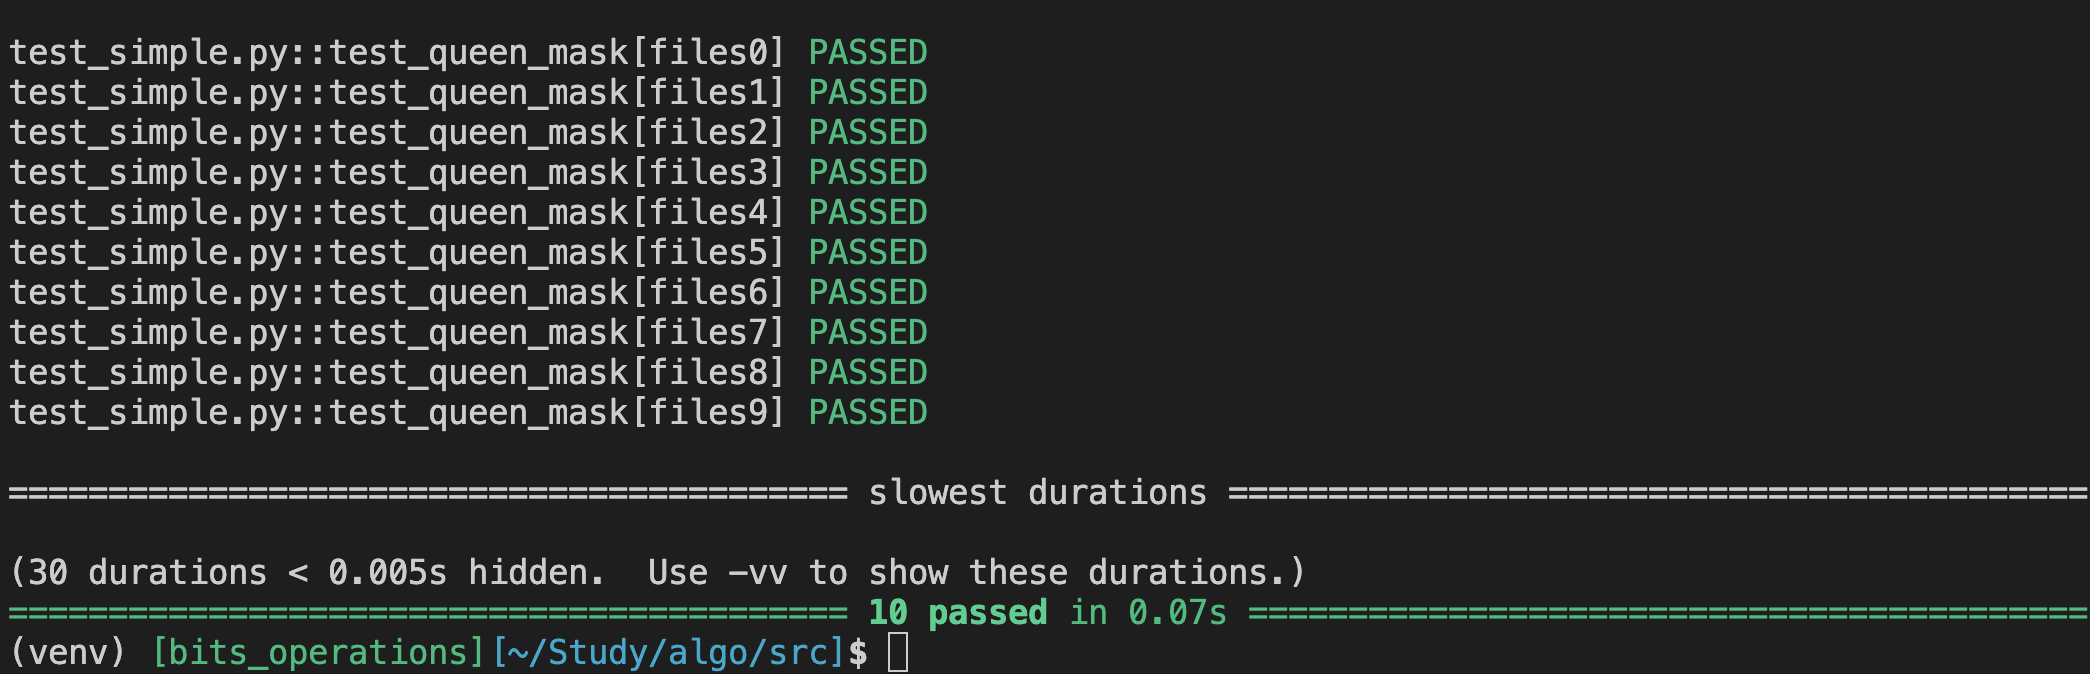 test_simple.py::test_queen_mask[files0] PASSED
test_simple.py::test_queen_mask[files1] PASSED
test_simple.py::test_queen_mask[files2] PASSED
test_simple.py::test_queen_mask[files3] PASSED
test_simple.py::test_queen_mask[files4] PASSED
test_simple.py::test_queen_mask[files5] PASSED
test_simple.py::test_queen_mask[files6] PASSED
test_simple.py::test_queen_mask[files7] PASSED
test_simple.py::test_queen_mask[files8] PASSED
test_simple.py::test_queen_mask[files9] PASSED
========================================== slowest durations ===========================================
(30 durations < 0.005s hidden.  Use -vv to show these durations.)
========================================== 10 passed in 0.07s ==========================================
(venv) [bits_operations][~/Study/algo/src]$